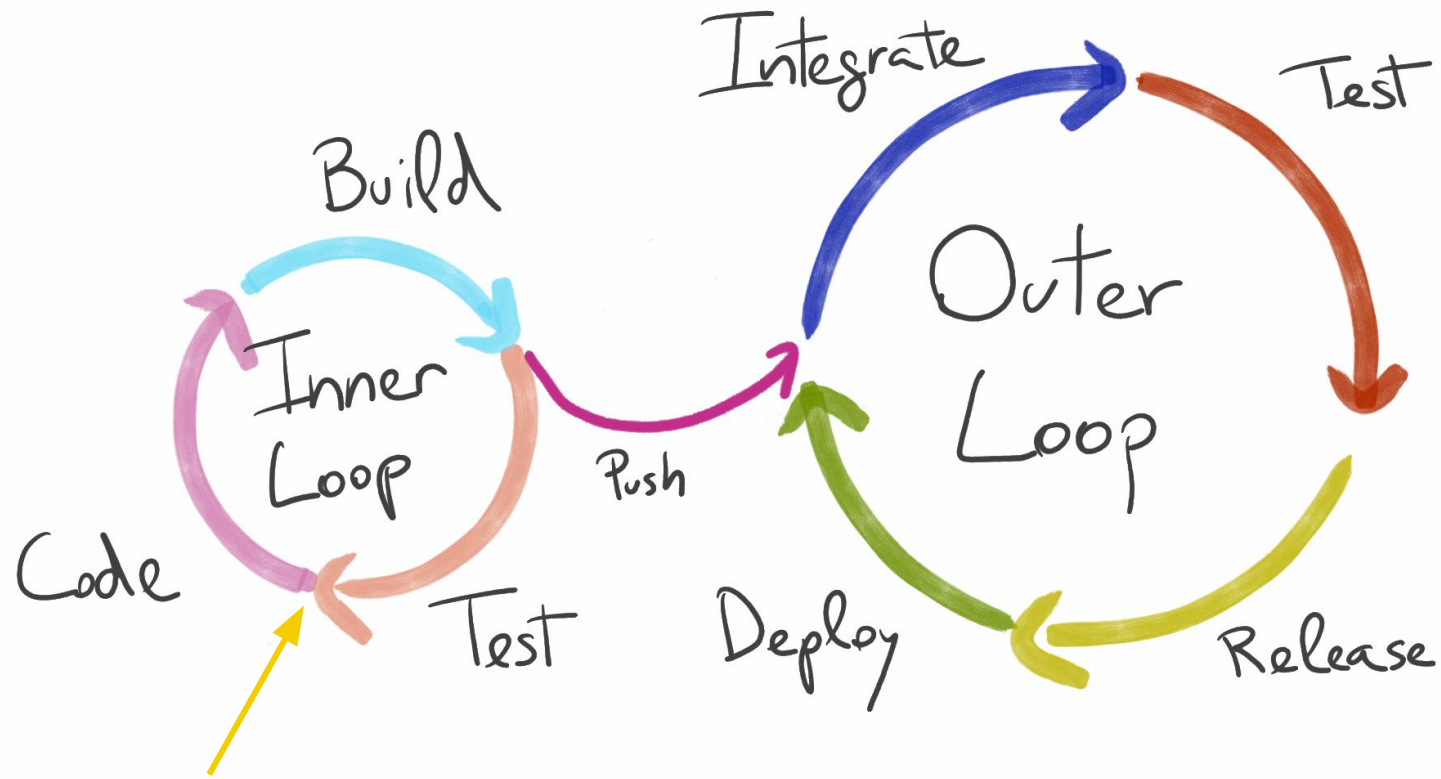 Integrate
Test
Build
Outer
Loop
Inner
Loop
Push
Code
Test
Deploy
Release